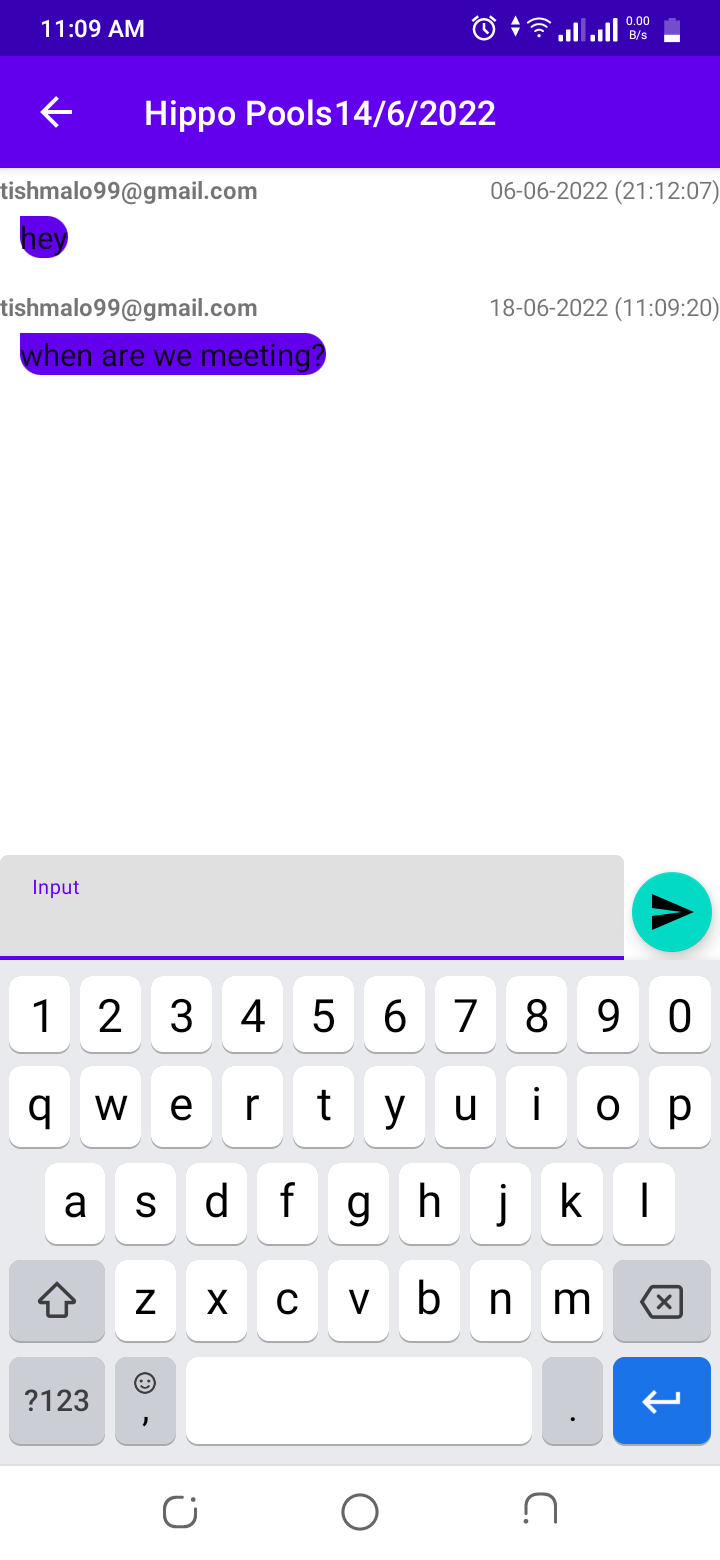 11:09 AM 0.00 B/s
Hippo Pools14/6/2022
tishmalo99@gmail.com 06-06-2022 (21:12:07)
hey
tishmalo99@gmail.com 18-06-2022 (11:09:20)
when are we meeting?
Input
1 2 3 4 5 6 7 8 9 0
q w e r t y u i o p
a s d f g h j k l
z x c v b n m
?123 , .